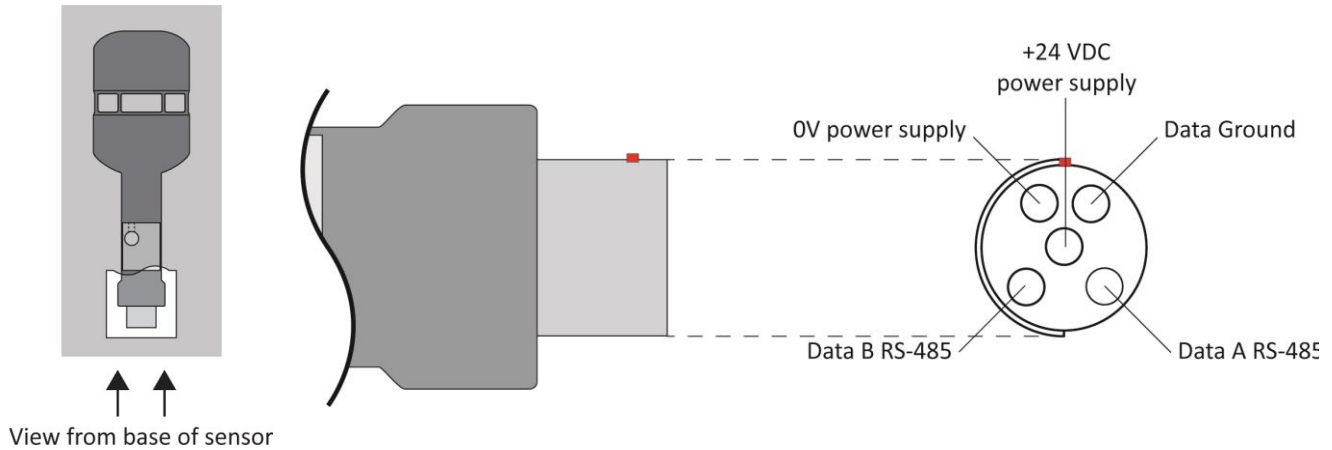 +24 VDC
power supply
0V power supply
Data Ground
Data B RS-485
Data A RS-485
View from base of sensor